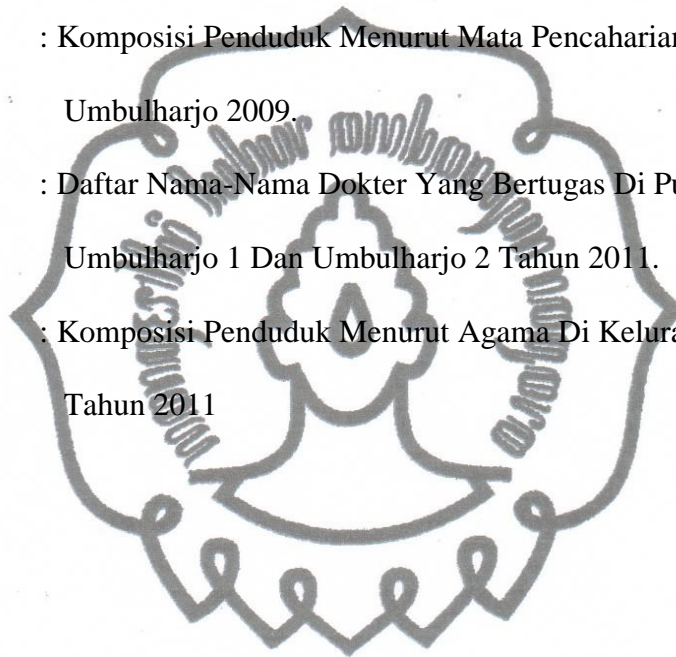 : Komposisi Penduduk Menurut Mata Pencaharian
Umbulharjo 2009.
: Daftar Nama-Nama Dokter Yang Bertugas Di Pu
Umbulharjo 1 Dan Umbulharjo 2 Tahun 2011.
: Komposisi Penduduk Menurut Agama Di Kelura
Tahun 2011